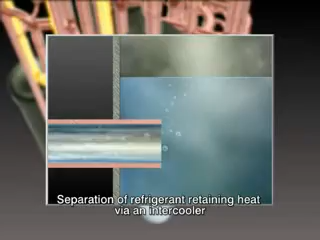 Separation of refrigerant retaining heat
via an intercooler